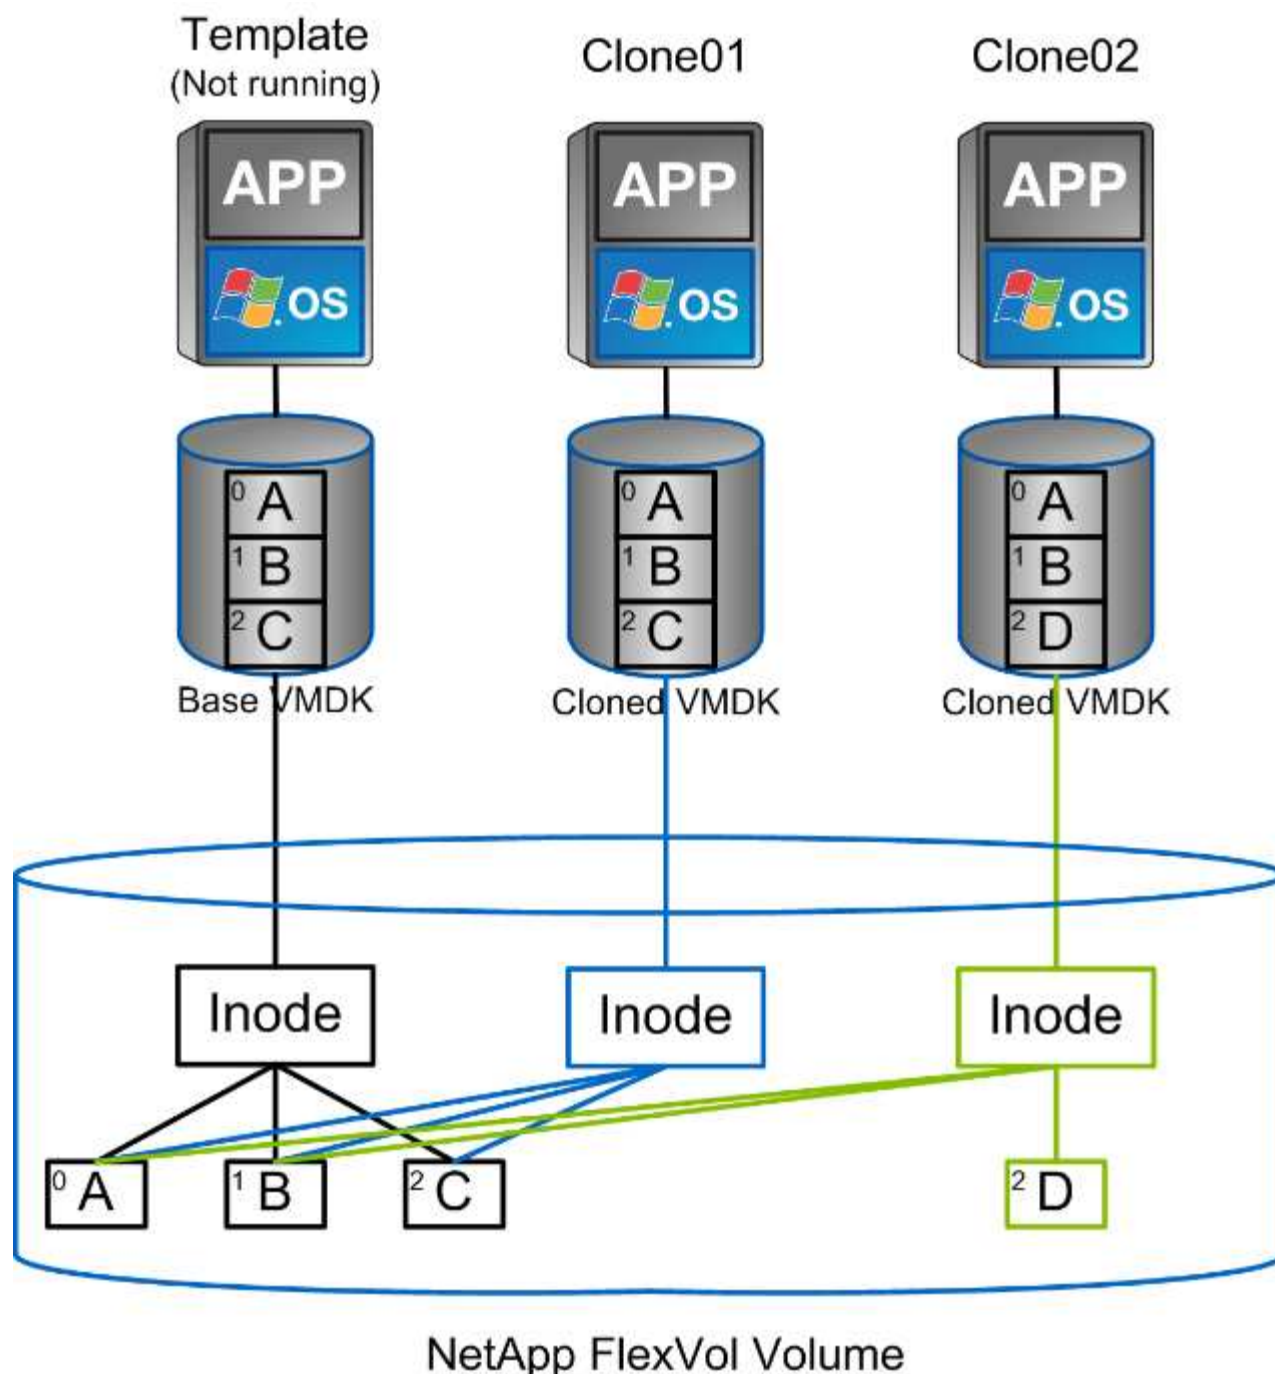 Template
(Not running)
Clone01
Clone02
APP
APP
APP
OS
OS
OS
0 A
1 B
2 C
0 A
1 B
2 C
0 A
1 B
2 D
Base VMDK
Cloned VMDK
Cloned VMDK
Inode
Inode
Inode
0 A
1 B
2 C
2 D
NetApp FlexVol Volume